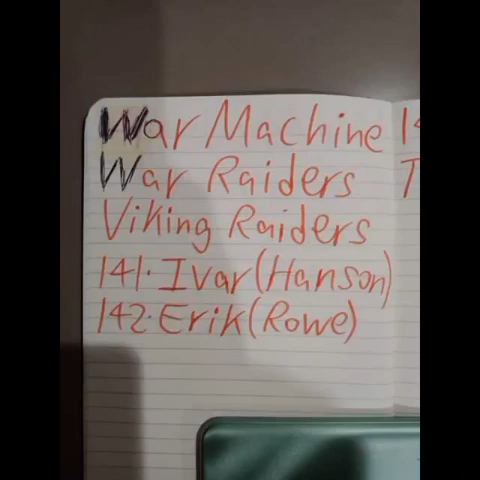 War Machine
War Raiders
Viking Raiders
141. Ivar (Hanson)
142. Erik (Rowe)